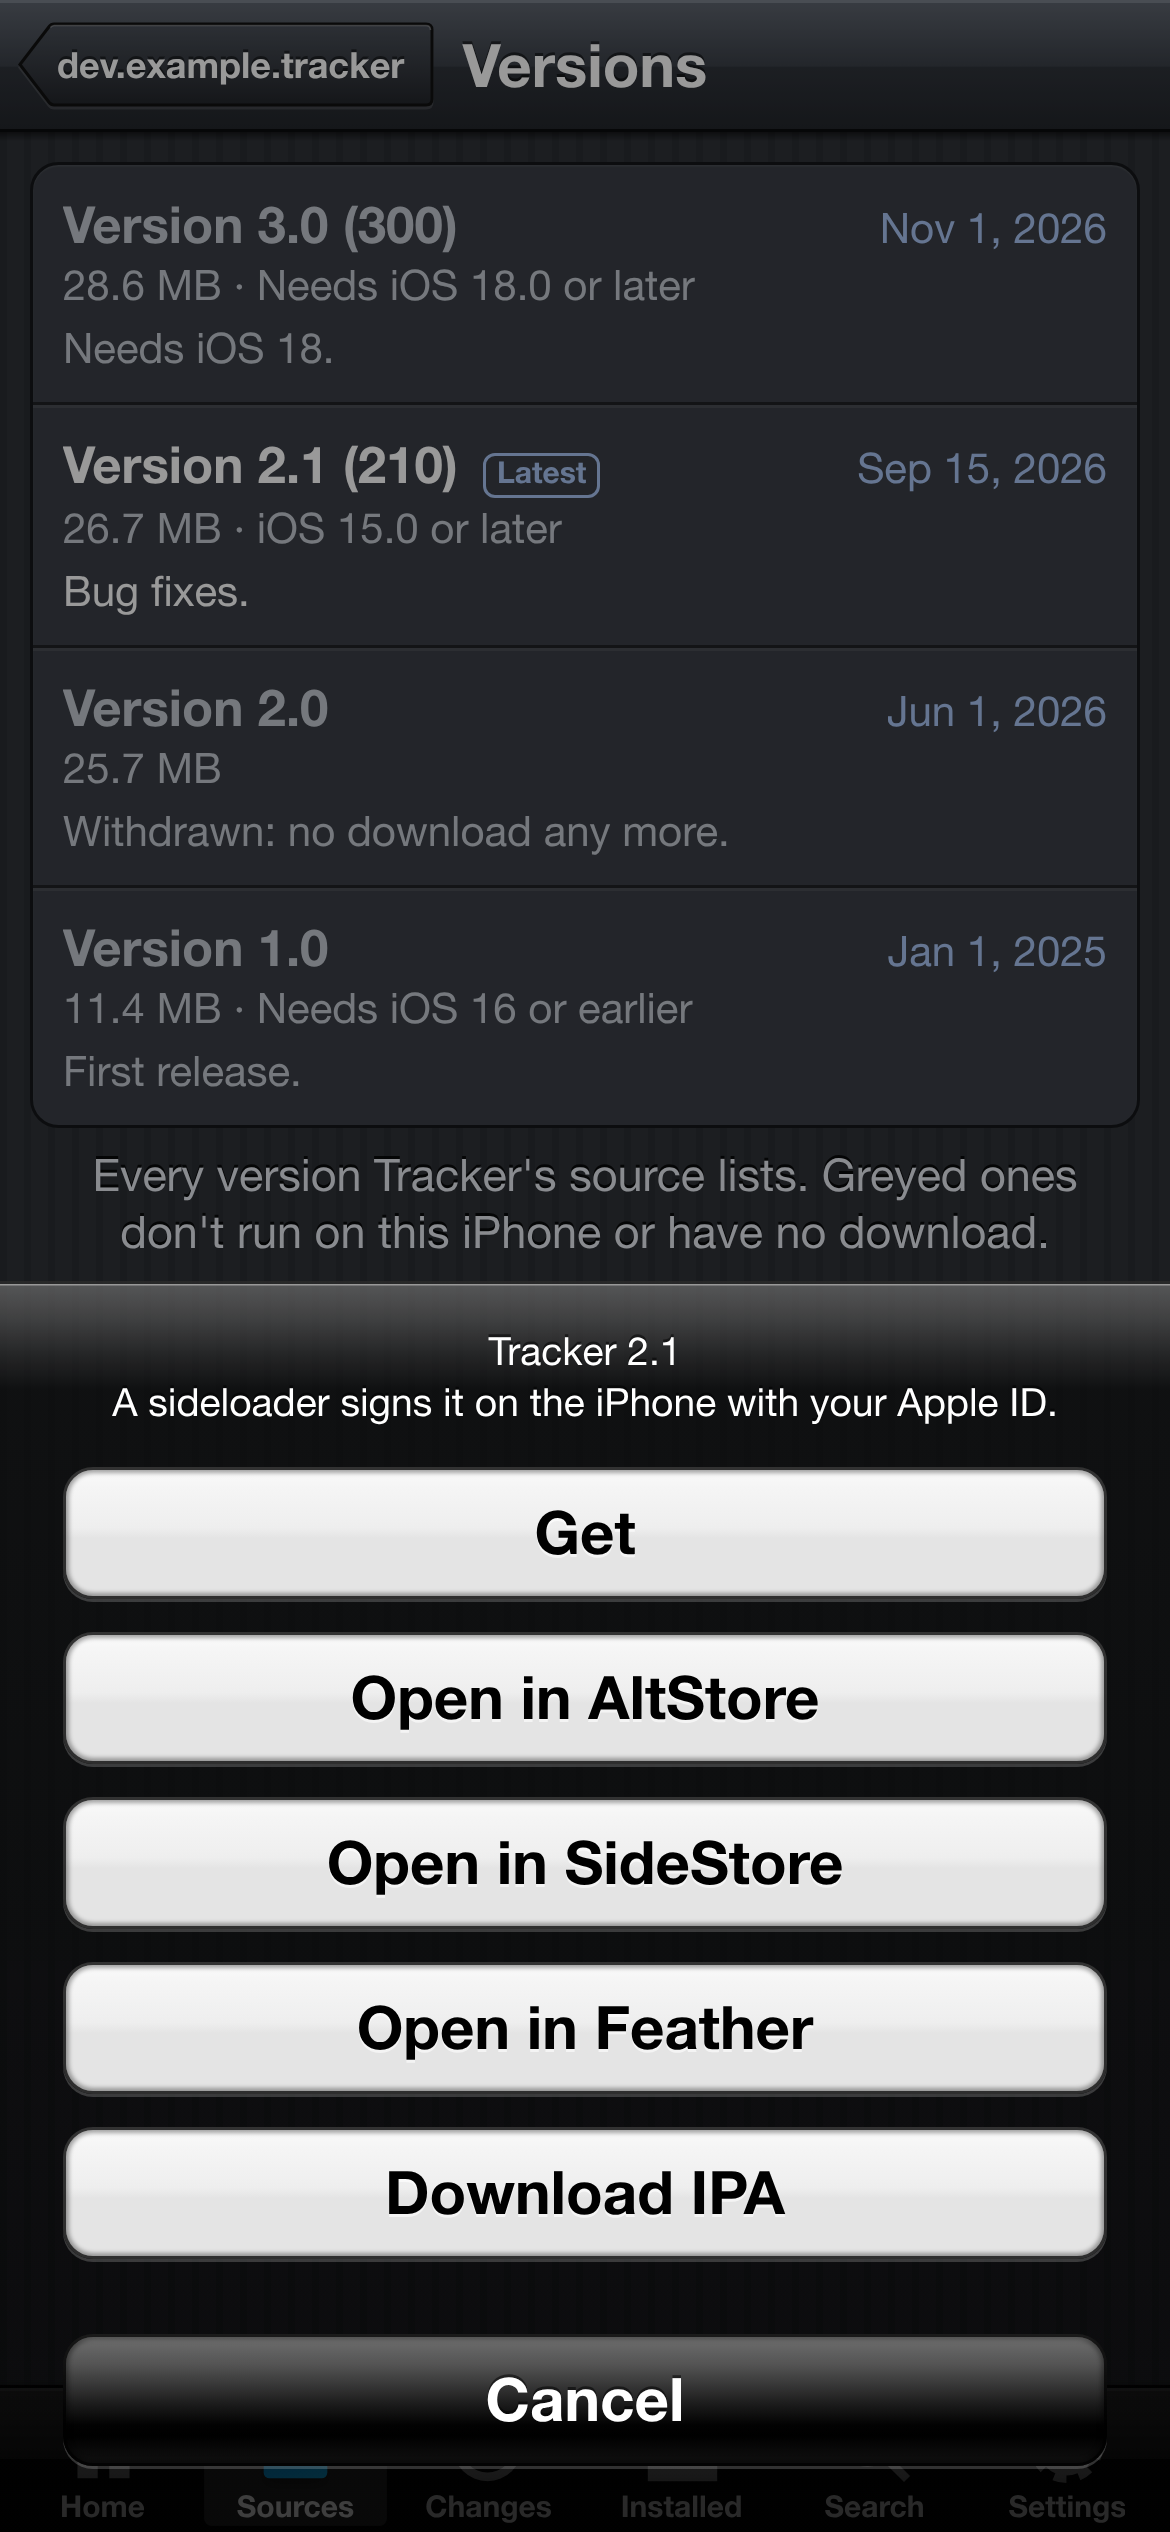 dev.example.tracker
Versions
Version 3.0 (300)
Nov 1, 2026
28.6 MB · Needs iOS 18.0 or later
Needs iOS 18.
Version 2.1 (210)
Latest
Sep 15, 2026
26.7 MB · iOS 15.0 or later
Bug fixes.
Version 2.0
Jun 1, 2026
25.7 MB
Withdrawn: no download any more.
Version 1.0
Jan 1, 2025
11.4 MB · Needs iOS 16 or earlier
First release.
Every version Tracker's source lists. Greyed ones
don't run on this iPhone or have no download.
Tracker 2.1
A sideloader signs it on the iPhone with your Apple ID.
Get
Open in AltStore
Open in SideStore
Open in Feather
Download IPA
Cancel
Home
Sources
Changes
Installed
Search
Settings